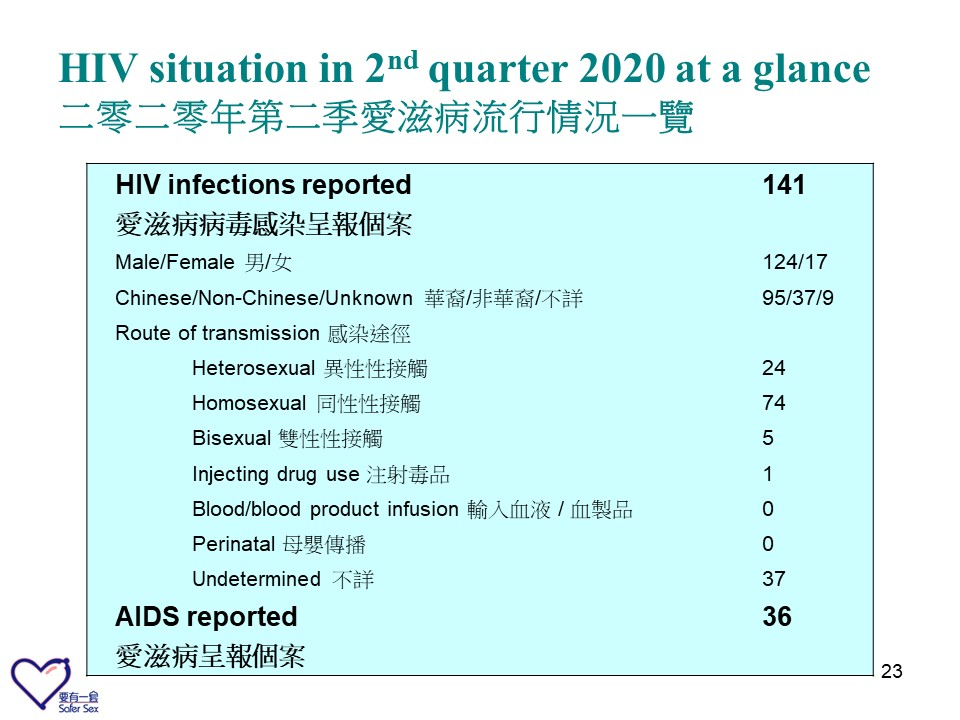 HIV situation in 2nd quarter 2020 at a glance
二零二零年第二季愛滋病流行情況一覽
HIV infections reported 141
愛滋病病毒感染呈報個案
Male/Female 男/女 124/17
Chinese/Non-Chinese/Unknown 華裔/非華裔/不詳 95/37/9
Route of transmission 感染途徑
Heterosexual 異性性接觸 24
Homosexual 同性性接觸 74
Bisexual 雙性性接觸 5
Injecting drug use 注射毒品 1
Blood/blood product infusion 輸入血液 / 血製品 0
Perinatal 母嬰傳播 0
Undetermined 不詳 37
AIDS reported 36
愛滋病呈報個案
23
要有一套
Safer Sex